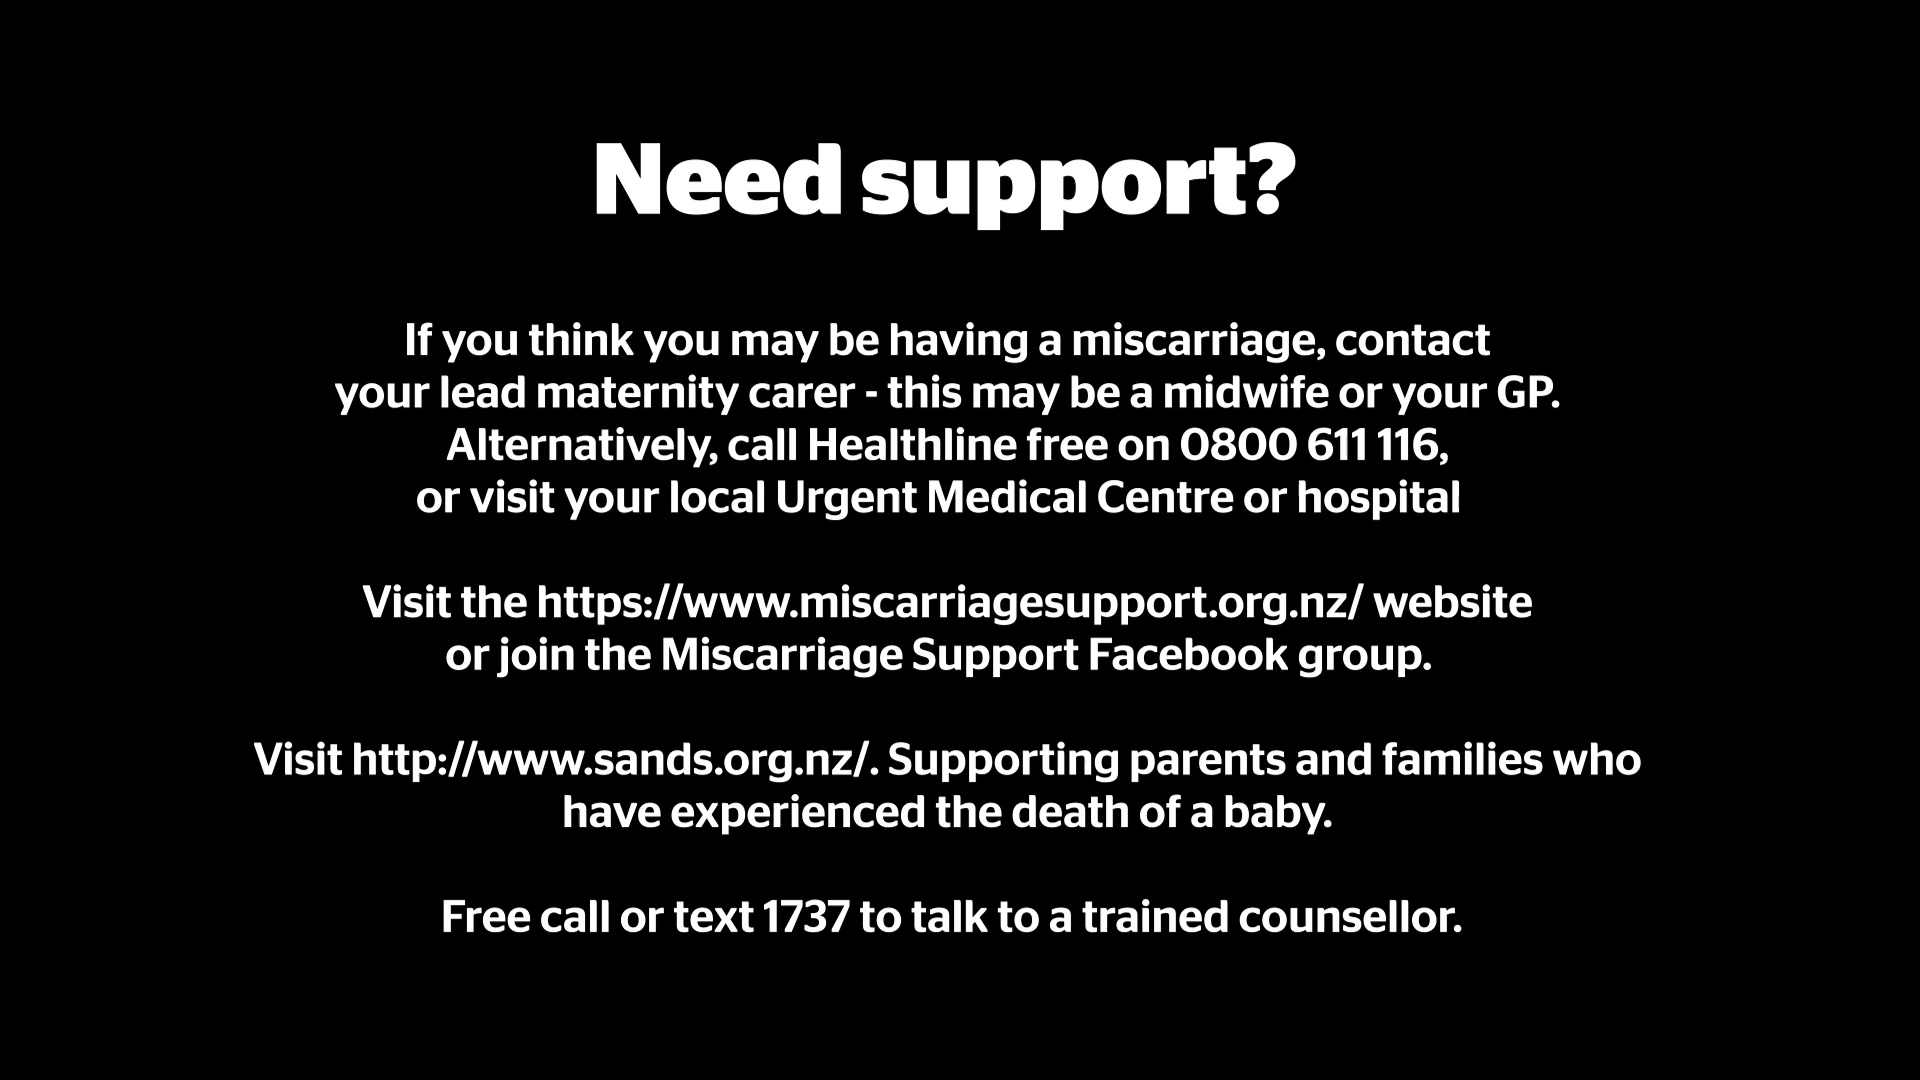 Need support?
If you think you may be having a miscarriage, contact
your lead maternity carer - this may be a midwife or your GP.
Alternatively, call Healthline free on 0800 611 116,
or visit your local Urgent Medical Centre or hospital
Visit the https://www.miscarriagesupport.org.nz/ website
or join the Miscarriage Support Facebook group.
Visit http://www.sands.org.nz/. Supporting parents and families who
have experienced the death of a baby.
Free call or text 1737 to talk to a trained counsellor.